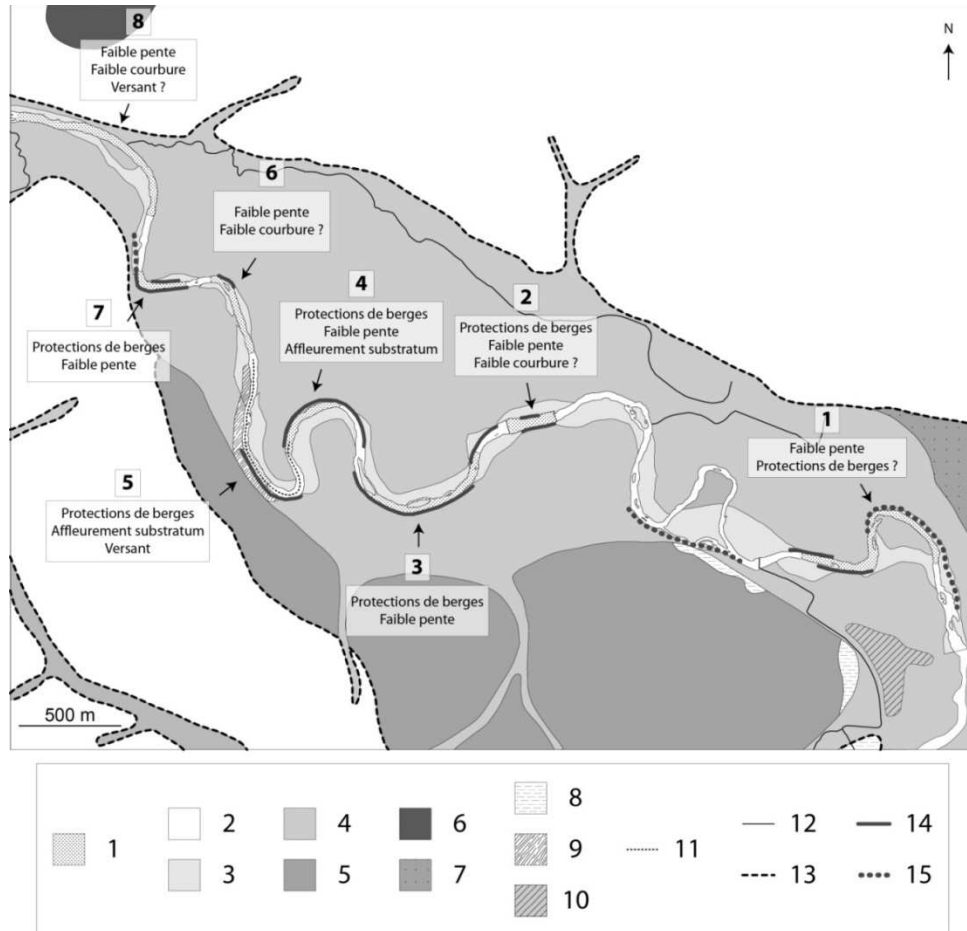 8
Faible pente
Faible courbure
Versant ?
N
6
Faible pente
Faible courbure ?
4
Protections de berges
Faible pente
Affleurement substratum
2
Protections de berges
Faible pente
Faible courbure ?
7
Protections de berges
Faible pente
1
Faible pente
Protections de berges ?
5
Protections de berges
Affleurement substratum
Versant
3
Protections de berges
Faible pente
500 m
1
2
3
4
5
6
7
8
9
10
11
12
13
14
15